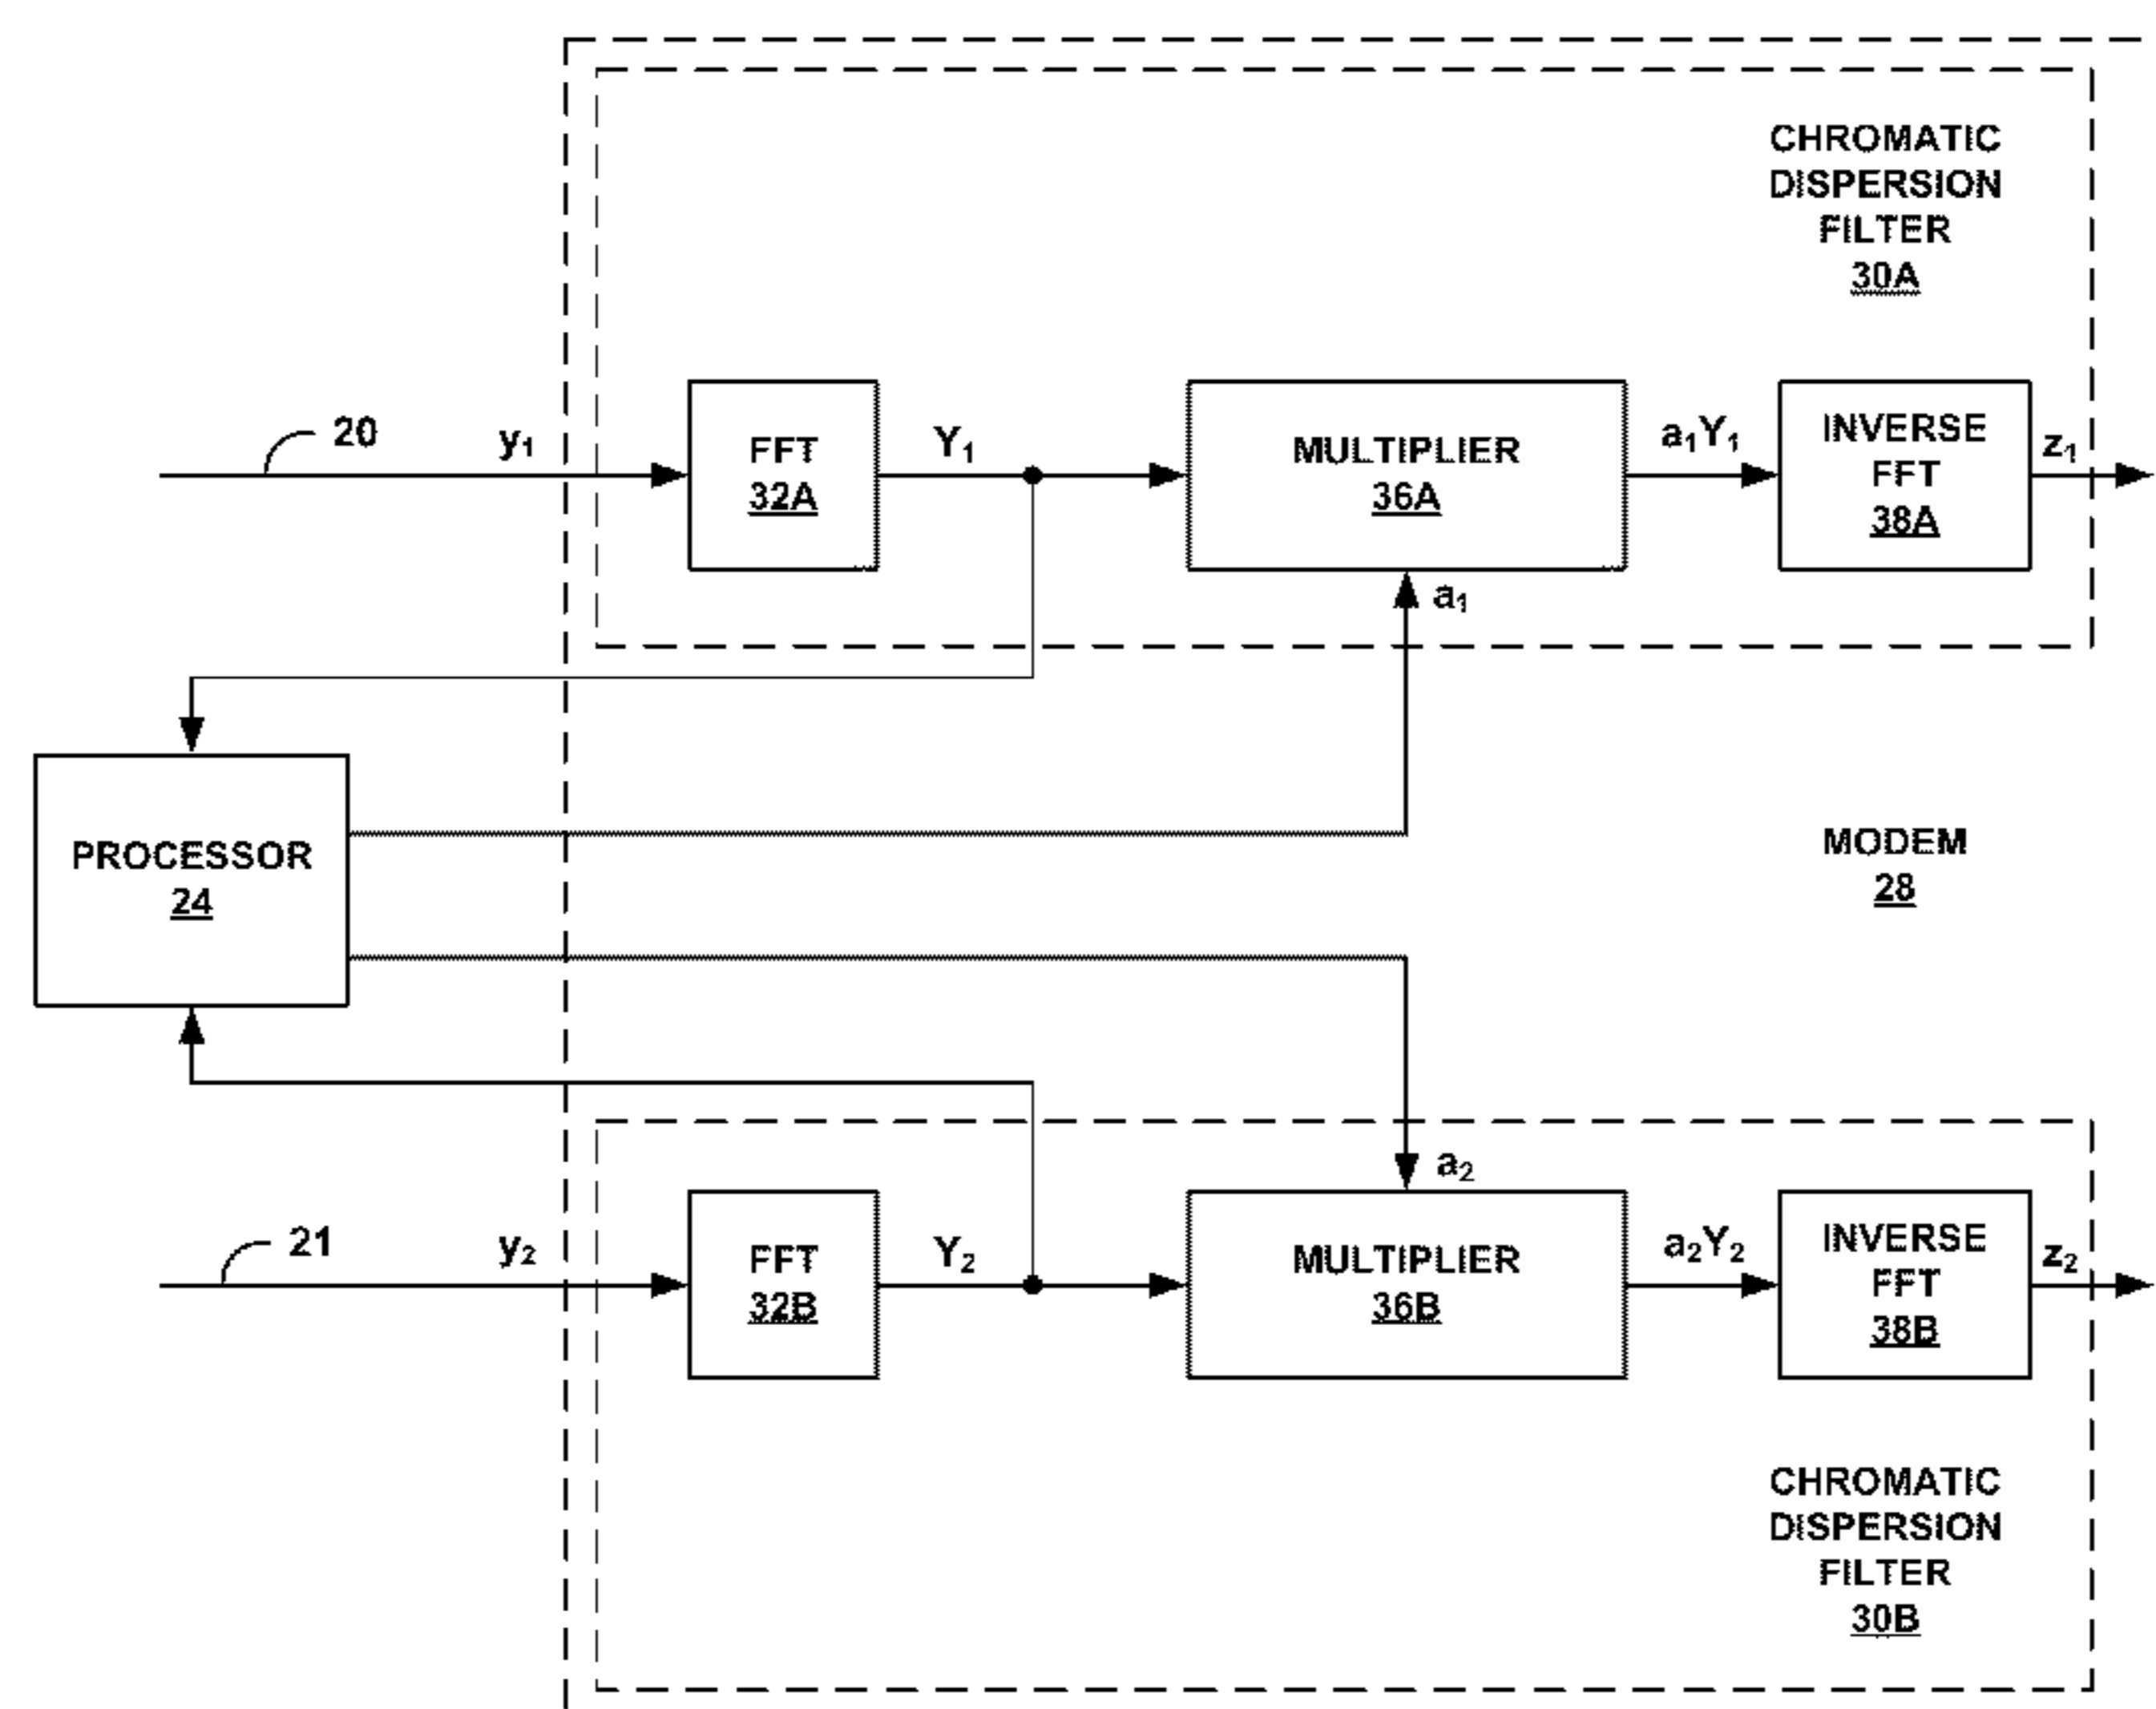 CHROMATIC
DISPERSION
FILTER
30A
20
y₁
FFT
32A
Y₁
MULTIPLIER
36A
a₁Y₁
INVERSE
FFT
38A
z₁
a₁
PROCESSOR
24
MODEM
28
a₂
21
y₂
FFT
32B
Y₂
MULTIPLIER
36B
a₂Y₂
INVERSE
FFT
38B
z₂
CHROMATIC
DISPERSION
FILTER
30B